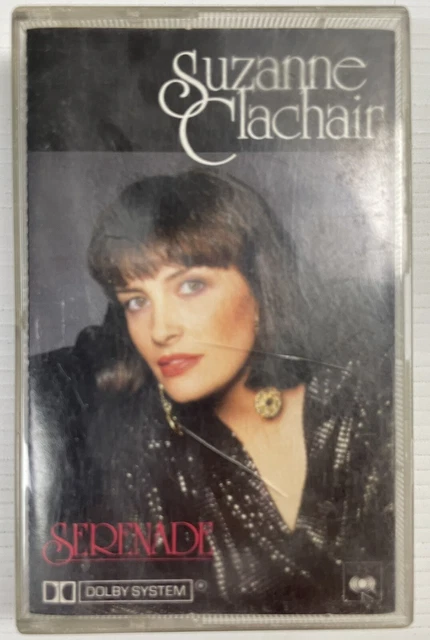 Suzanne
Clachair
SERENADE
DOLBY SYSTEM®